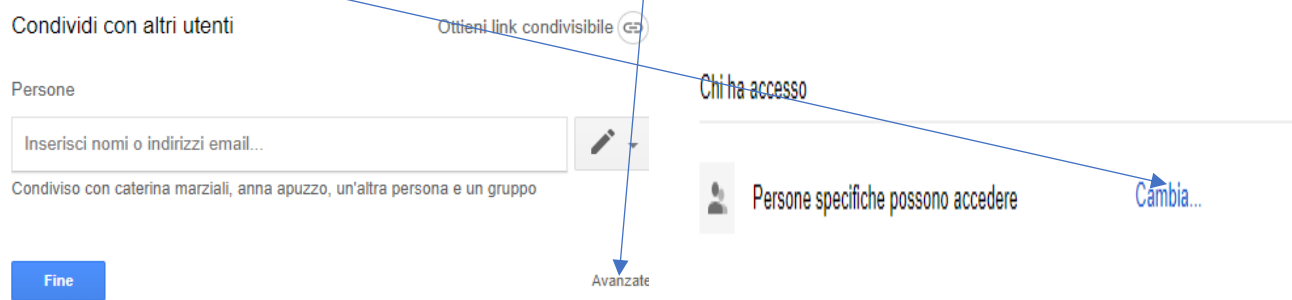 Condividi con altri utenti
Ottieni link condivisibile
Persone
Inserisci nomi o indirizzi email...
Condiviso con caterina marziali, anna apuzzo, un'altra persona e un gruppo
Fine
Avanzate
Chi ha accesso
Persone specifiche possono accedere
Cambia...